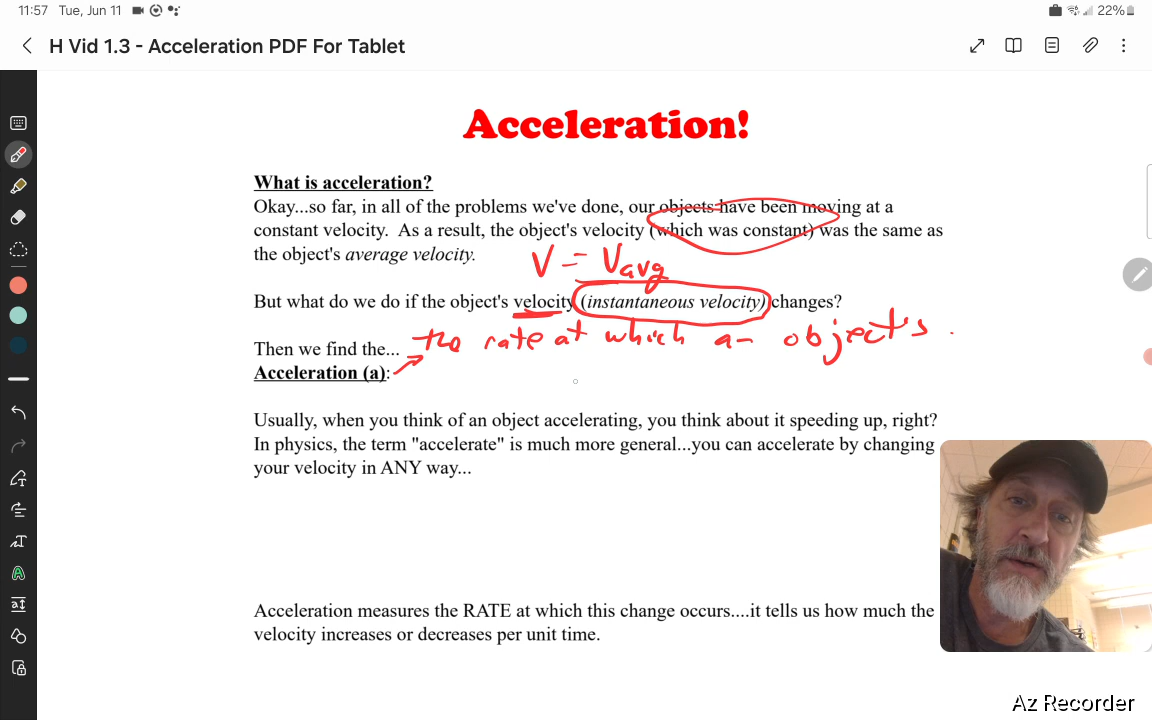 11:57 Tue, Jun 11
22%
H Vid 1.3 - Acceleration PDF For Tablet
Acceleration!
What is acceleration?
Okay...so far, in all of the problems we've done, our objects have been moving at a
constant velocity. As a result, the object's velocity (which was constant) was the same as
the object's average velocity.
V = Vavg
But what do we do if the object's velocity (instantaneous velocity) changes?
the rate at which an object's
Then we find the...
Acceleration (a):
Usually, when you think of an object accelerating, you think about it speeding up, right?
In physics, the term "accelerate" is much more general...you can accelerate by changing
your velocity in ANY way...
Acceleration measures the RATE at which this change occurs....it tells us how much the
velocity increases or decreases per unit time.
Az Recorder